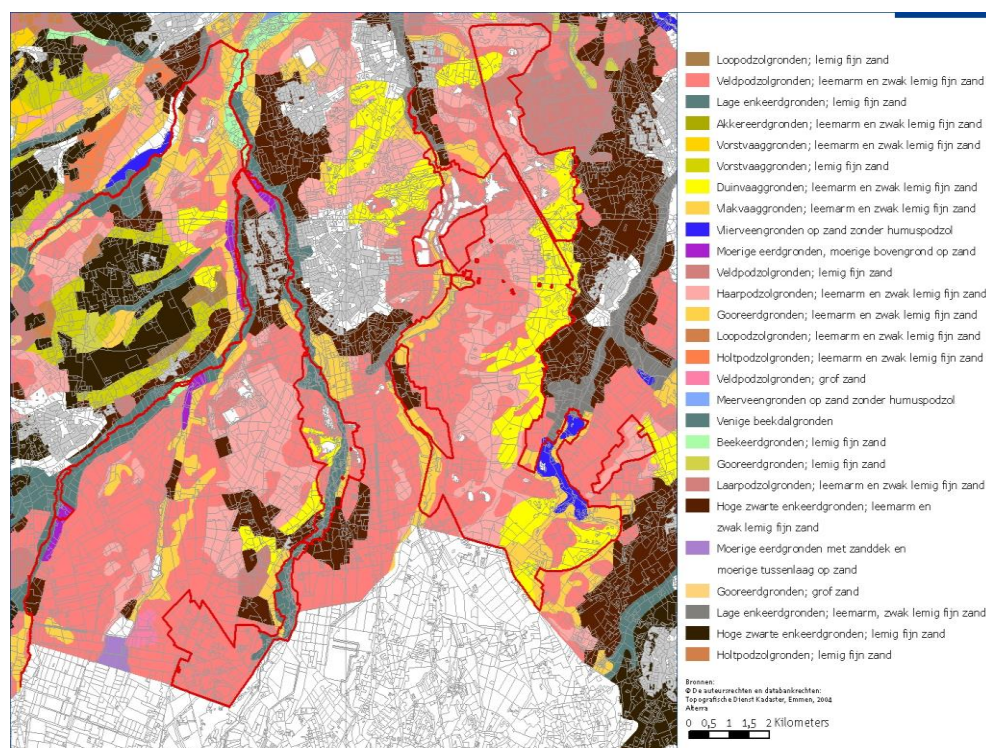 Loopodzolgronden; lemig fijn zand
Veldpodzolgronden; leemarm en zwak lemig fijn zand
Lage enkeerdgronden; lemig fijn zand
Akkereerdgronden; leemarm en zwak lemig fijn zand
Vorstvaaggronden; leemarm en zwak lemig fijn zand
Vorstvaaggronden; lemig fijn zand
Duinvaaggronden; leemarm en zwak lemig fijn zand
Vlakvaaggronden; leemarm en zwak lemig fijn zand
Vlierveengronden op zand zonder humuspodzol
Moerige eerdgronden, moerige bovengrond op zand
Veldpodzolgronden; lemig fijn zand
Haarpodzolgronden; leemarm en zwak lemig fijn zand
Gooreerdgronden; leemarm en zwak lemig fijn zand
Loopodzolgronden; leemarm en zwak lemig fijn zand
Holtpodzolgronden; leemarm en zwak lemig fijn zand
Veldpodzolgronden; grof zand
Meerveengronden op zand zonder humuspodzol
Venige beekdalgronden
Beekeerdgronden; lemig fijn zand
Gooreerdgronden; lemig fijn zand
Laarpodzolgronden; leemarm en zwak lemig fijn zand
Hoge zwarte enkeerdgronden; leemarm en
zwak lemig fijn zand
Moerige eerdgronden met zanddek en
moerige tussenlaag op zand
Gooreerdgronden; grof zand
Lage enkeerdgronden; leemarm, zwak lemig fijn zand
Hoge zwarte enkeerdgronden; lemig fijn zand
Holtpodzolgronden; lemig fijn zand
Bronnen:
© De auteursrechten en databankrechten:
Topografische Dienst Kadaster, Emmen, 2004
Alterra
0 0,5 1 1,5 2 Kilometers